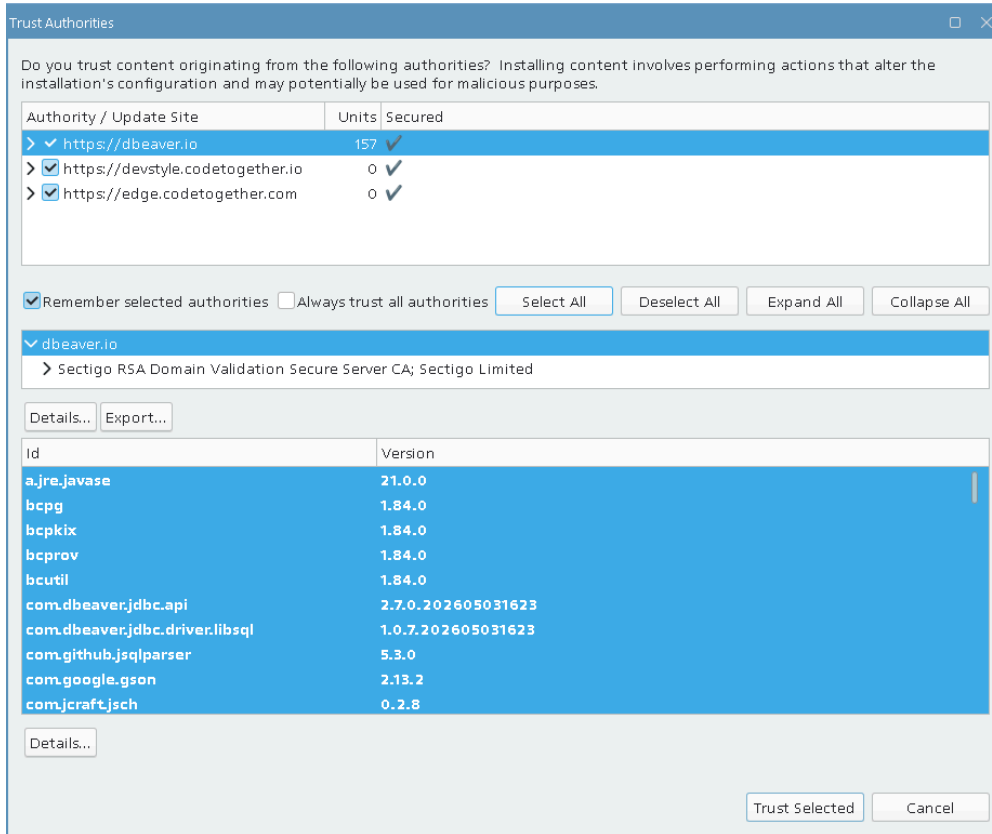 Trust Authorities
Do you trust content originating from the following authorities? Installing content involves performing actions that alter the
installation's configuration and may potentially be used for malicious purposes.
Authority / Update Site Units Secured
https://dbeaver.io 157
https://devstyle.codetogether.io 0
https://edge.codetogether.com 0
Remember selected authorities Always trust all authorities Select All Deselect All Expand All Collapse All
dbeaver.io
Sectigo RSA Domain Validation Secure Server CA; Sectigo Limited
Details... Export...
Id Version
a.jre.javase 21.0.0
bcpg 1.84.0
bcpkix 1.84.0
bcprov 1.84.0
bcutil 1.84.0
com.dbeaver.jdbc.api 2.7.0.202605031623
com.dbeaver.jdbc.driver.libsql 1.0.7.202605031623
com.github.jsqlparser 5.3.0
com.google.gson 2.13.2
com.jcraft.jsch 0.2.8
Details...
Trust Selected Cancel